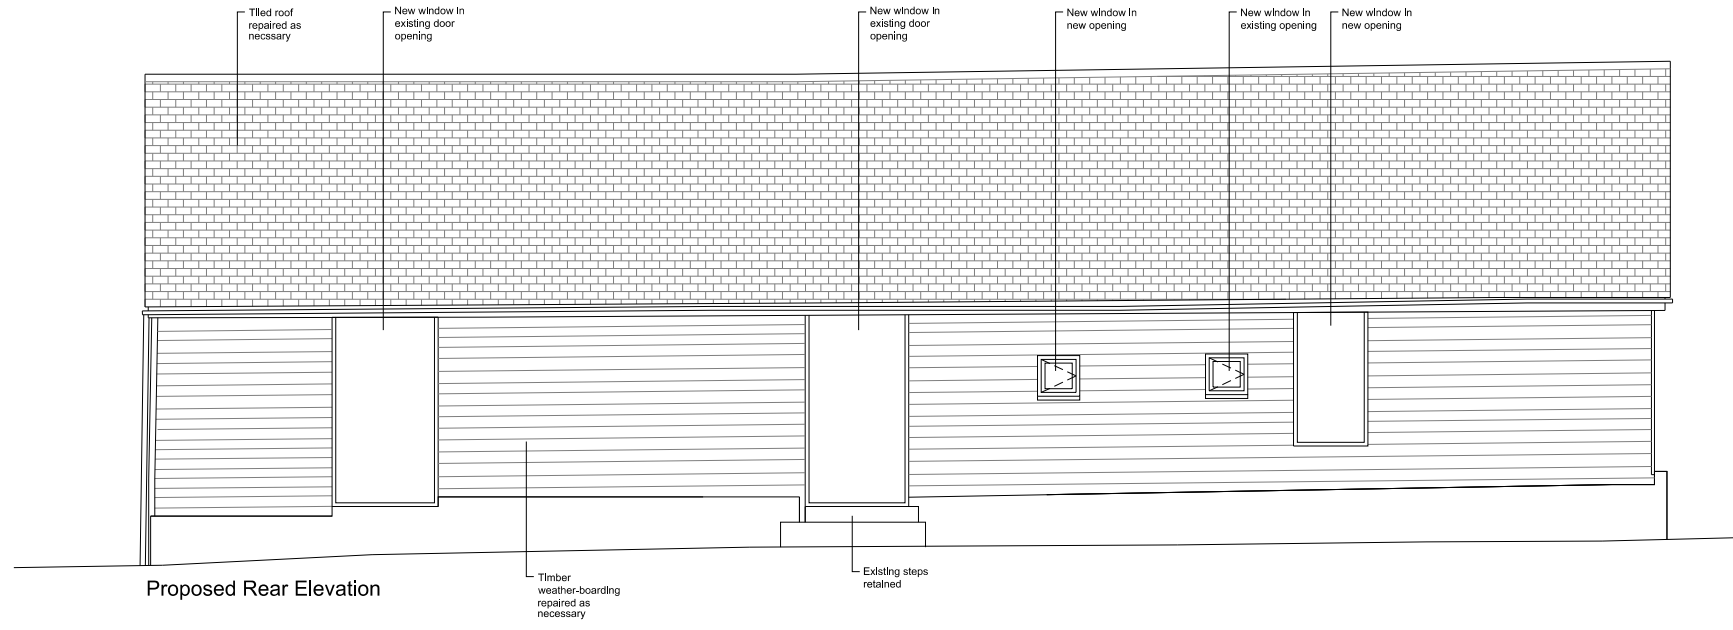 Tiled roof
repaired as
necssary
New window in
existing door
opening
New window in
existing door
opening
New window in
new opening
New window in
existing opening
New window in
new opening
Proposed Rear Elevation
Timber
weather-boarding
repaired as
necessary
Existing steps
retained